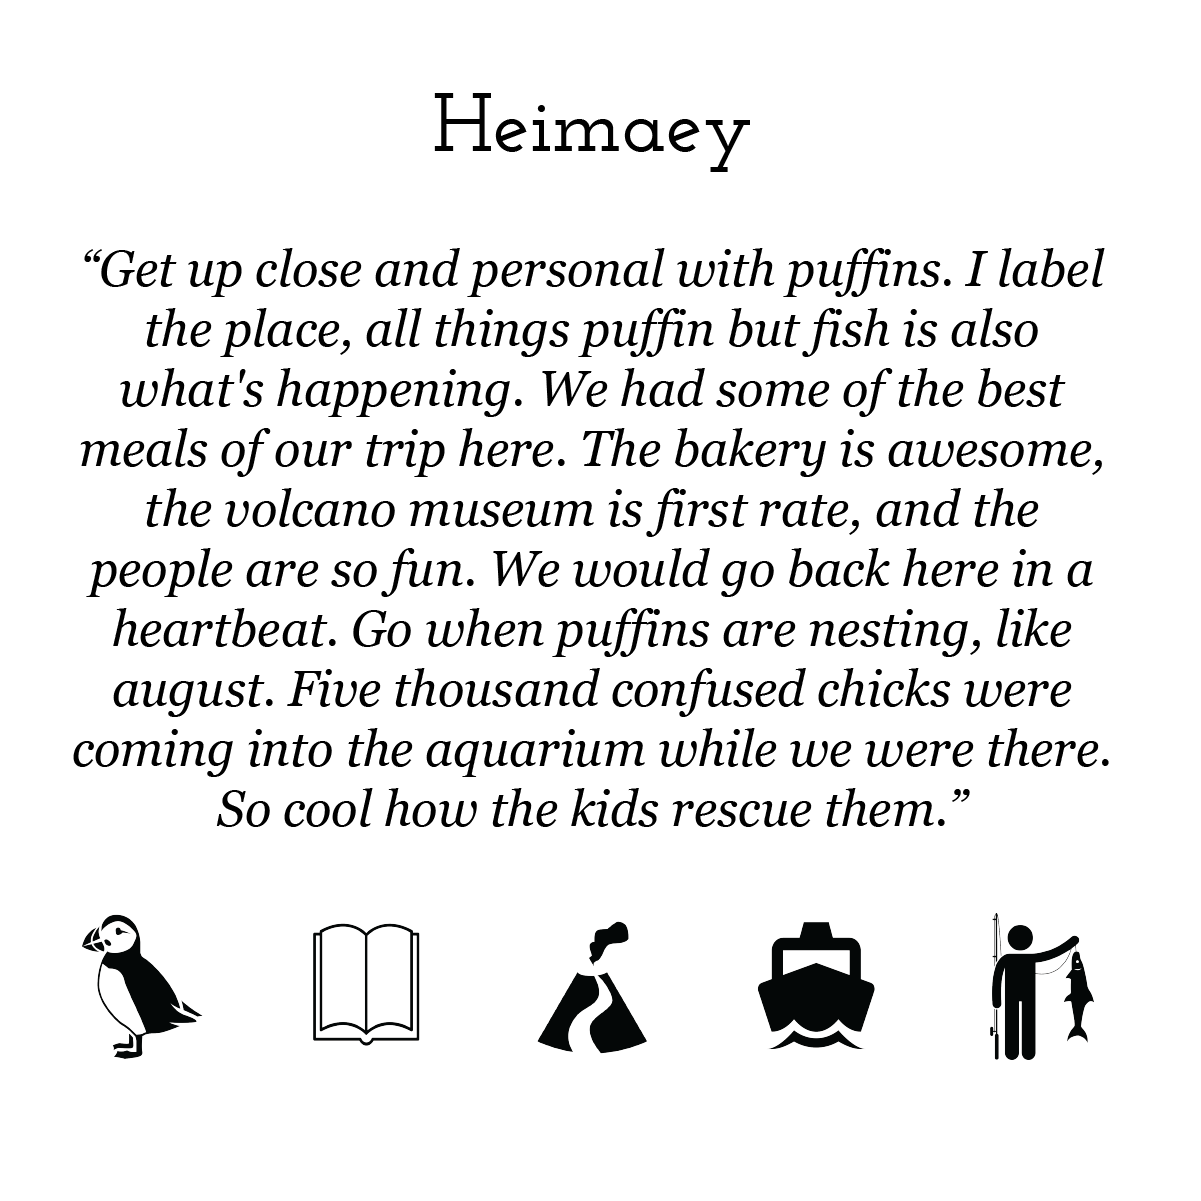 Heimaey
“Get up close and personal with puffins. I label
the place, all things puffin but fish is also
what's happening. We had some of the best
meals of our trip here. The bakery is awesome,
the volcano museum is first rate, and the
people are so fun. We would go back here in a
heartbeat. Go when puffins are nesting, like
august. Five thousand confused chicks were
coming into the aquarium while we were there.
So cool how the kids rescue them.”